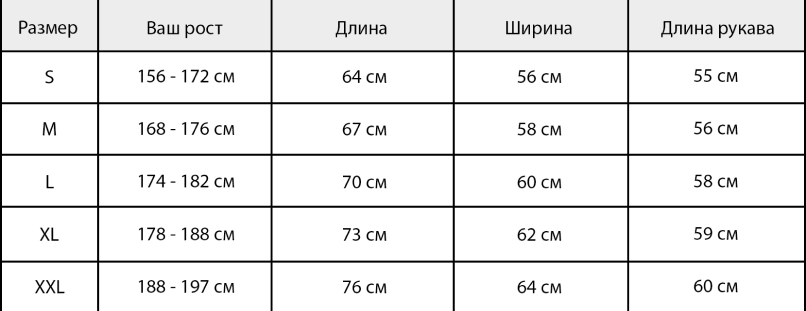 Размер Ваш рост Длина Ширина Длина рукава
S 156 - 172 см 64 см 56 см 55 см
M 168 - 176 см 67 см 58 см 56 см
L 174 - 182 см 70 см 60 см 58 см
XL 178 - 188 см 73 см 62 см 59 см
XXL 188 - 197 см 76 см 64 см 60 см